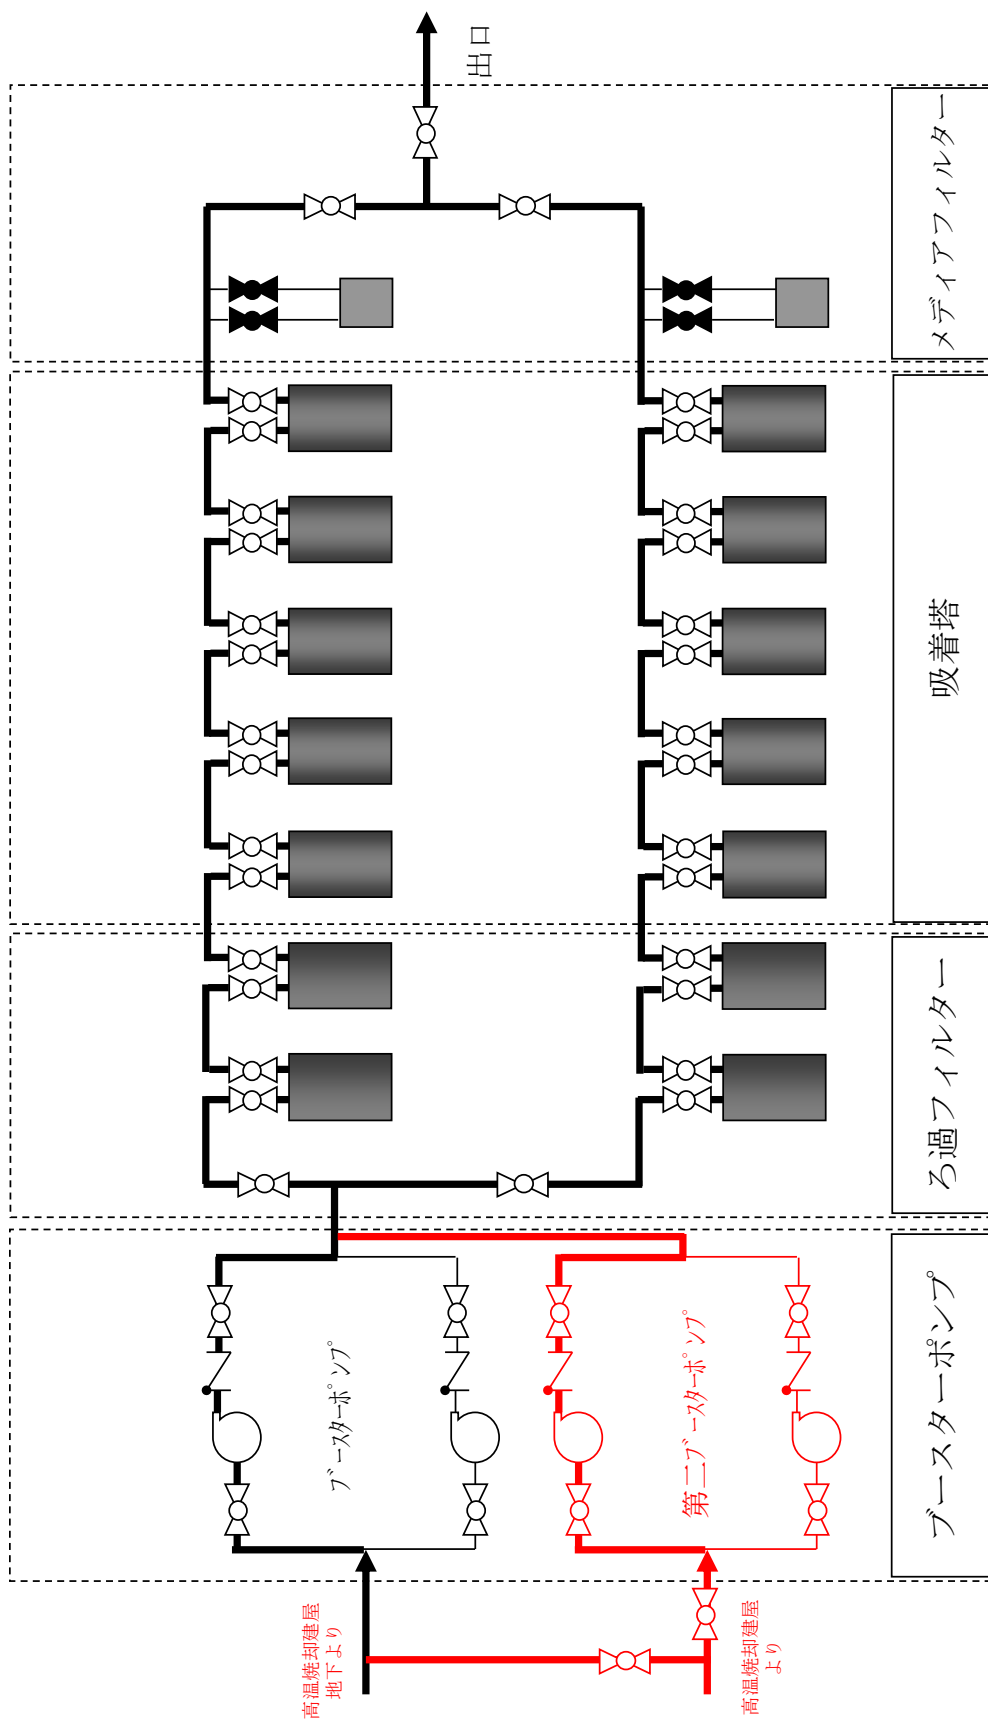 出口
メディアフィルター
吸着塔
ろ過フィルター
ブースターポンプ
ブースターポンプ
第二ブースターポンプ
高温焼却建屋
地下より
高温焼却建屋
より